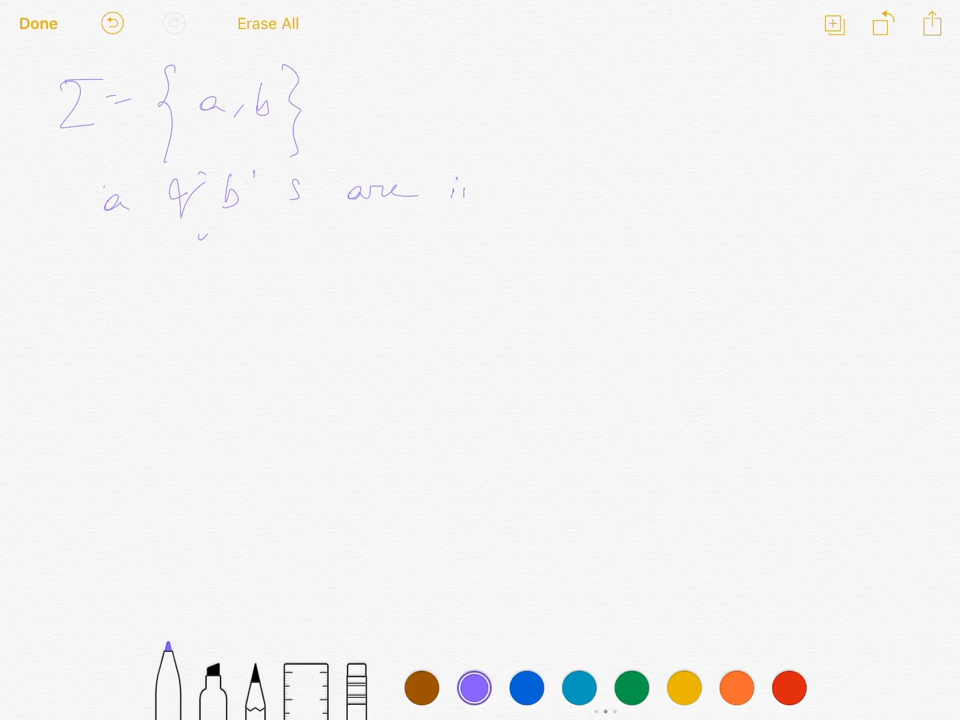 Done Erase All
Σ = { a, b }
a & b's are